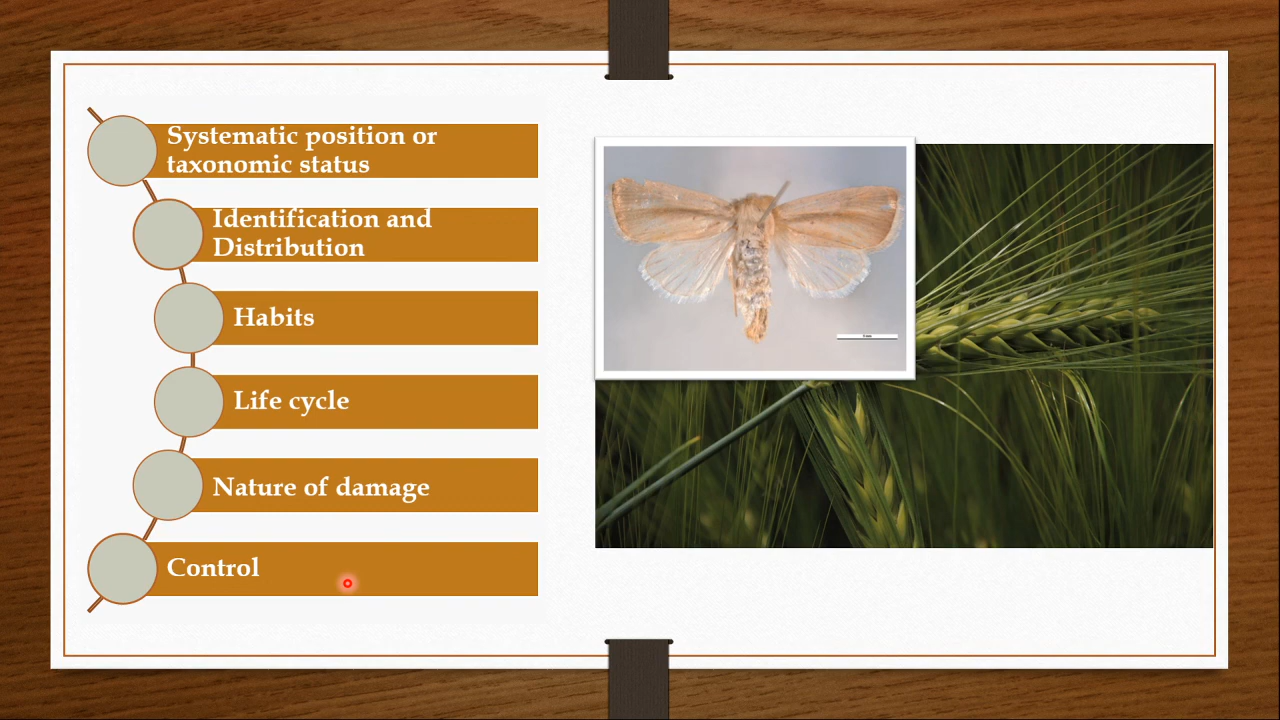 Systematic position or
taxonomic status
Identification and
Distribution
Habits
Life cycle
Nature of damage
Control